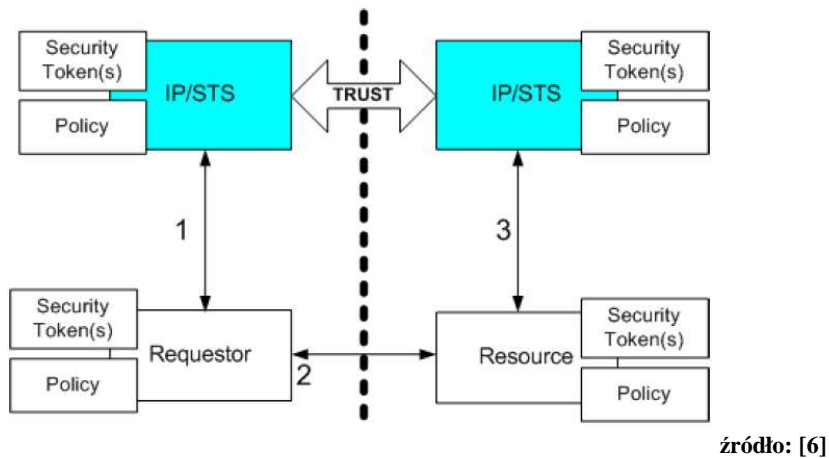 Security
Token(s)
IP/STS
Policy
TRUST
IP/STS
Security
Token(s)
Policy
1
3
Security
Token(s)
Requestor
Policy
2
Resource
Security
Token(s)
Policy
źródło: [6]